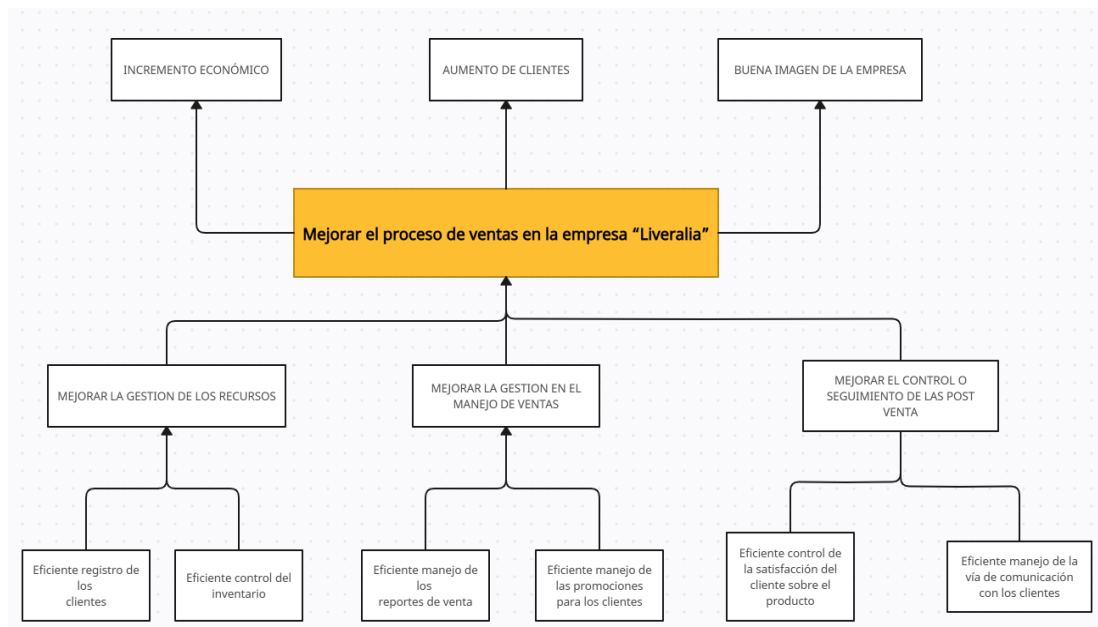 INCREMENTO ECONÓMICO
AUMENTO DE CLIENTES
BUENA IMAGEN DE LA EMPRESA
Mejorar el proceso de ventas en la empresa “Liveralia”
MEJORAR LA GESTION DE LOS RECURSOS
MEJORAR LA GESTION EN EL
MANEJO DE VENTAS
MEJORAR EL CONTROL O
SEGUIMIENTO DE LAS POST
VENTA
Eficiente registro de
los
clientes
Eficiente control del
inventario
Eficiente manejo de
los
reportes de venta
Eficiente manejo de
las promociones
para los clientes
Eficiente control de
la satisfacción del
cliente sobre el
producto
Eficiente manejo de la
vía de comunicación
con los clientes